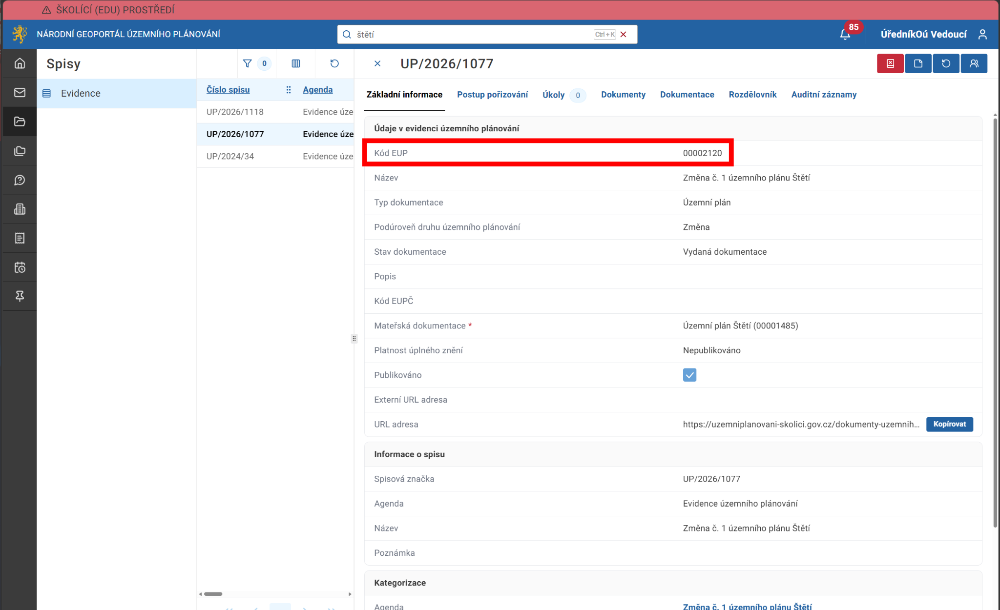 ŠKOLÍCÍ (EDU) PROSTŘEDÍ
NÁRODNÍ GEOPORTÁL ÚZEMNÍHO PLÁNOVÁNÍ
štětí
Ctrl + K
85
ÚředníkOú Vedoucí
Spisy
0
UP/2026/1077
Evidence
Číslo spisu
Agenda
UP/2026/1118
Evidence úze
UP/2026/1077
Evidence úze
UP/2024/34
Evidence úze
Základní informace
Postup pořizování
Úkoly
0
Dokumenty
Dokumentace
Rozdělovník
Auditní záznamy
Údaje v evidenci územního plánování
Kód EUP
00002120
Název
Změna č. 1 územního plánu Štětí
Typ dokumentace
Územní plán
Podúroveň druhu územního plánování
Změna
Stav dokumentace
Vydaná dokumentace
Popis
Kód EUPČ
Mateřská dokumentace *
Územní plán Štětí (00001485)
Platnost úplného znění
Nepublikováno
Publikováno
Externí URL adresa
URL adresa
https://uzemniplanovani-skolici.gov.cz/dokumenty-uzemnih...
Kopírovat
Informace o spisu
Spisová značka
UP/2026/1077
Agenda
Evidence územního plánování
Název
Změna č. 1 územního plánu Štětí
Poznámka
Kategorizace
Agenda
Změna č. 1 územního plánu Štětí